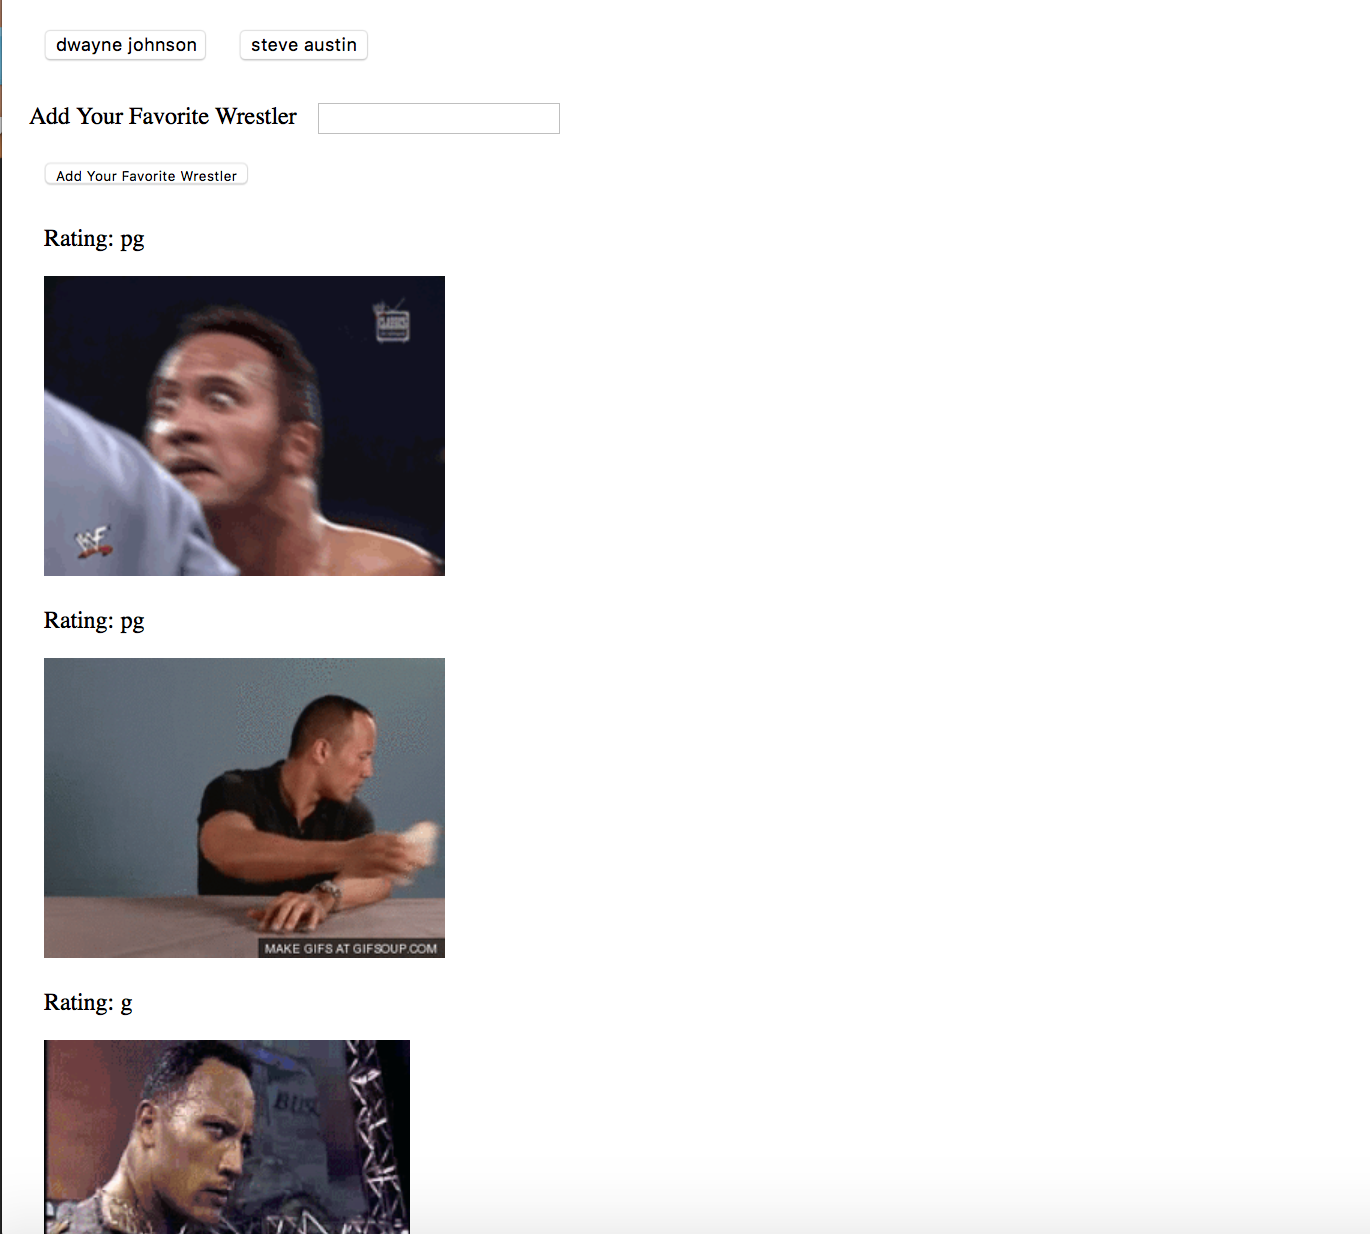 dwayne johnson steve austin
Add Your Favorite Wrestler
Add Your Favorite Wrestler
Rating: pg
CLASSICS
WF
Rating: pg
MAKE GIFS AT GIFSOUP.COM
Rating: g